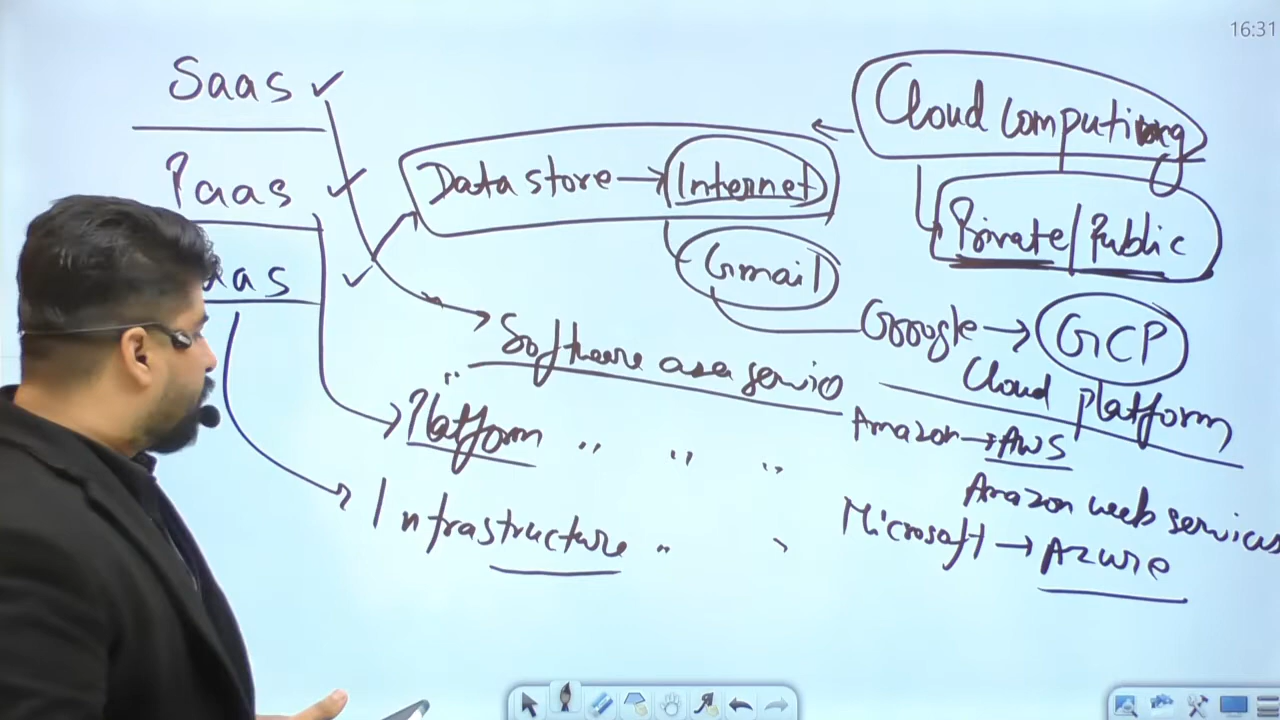 16:31
Saas
Cloud computing
Paas
Data store → Internet
Private/Public
aas
Gmail
Google → GCP
Software as a servic
Cloud platform
Platform " " "
Amazon → AWS
Amazon web services
Infrastructure "
Microsoft → Azure